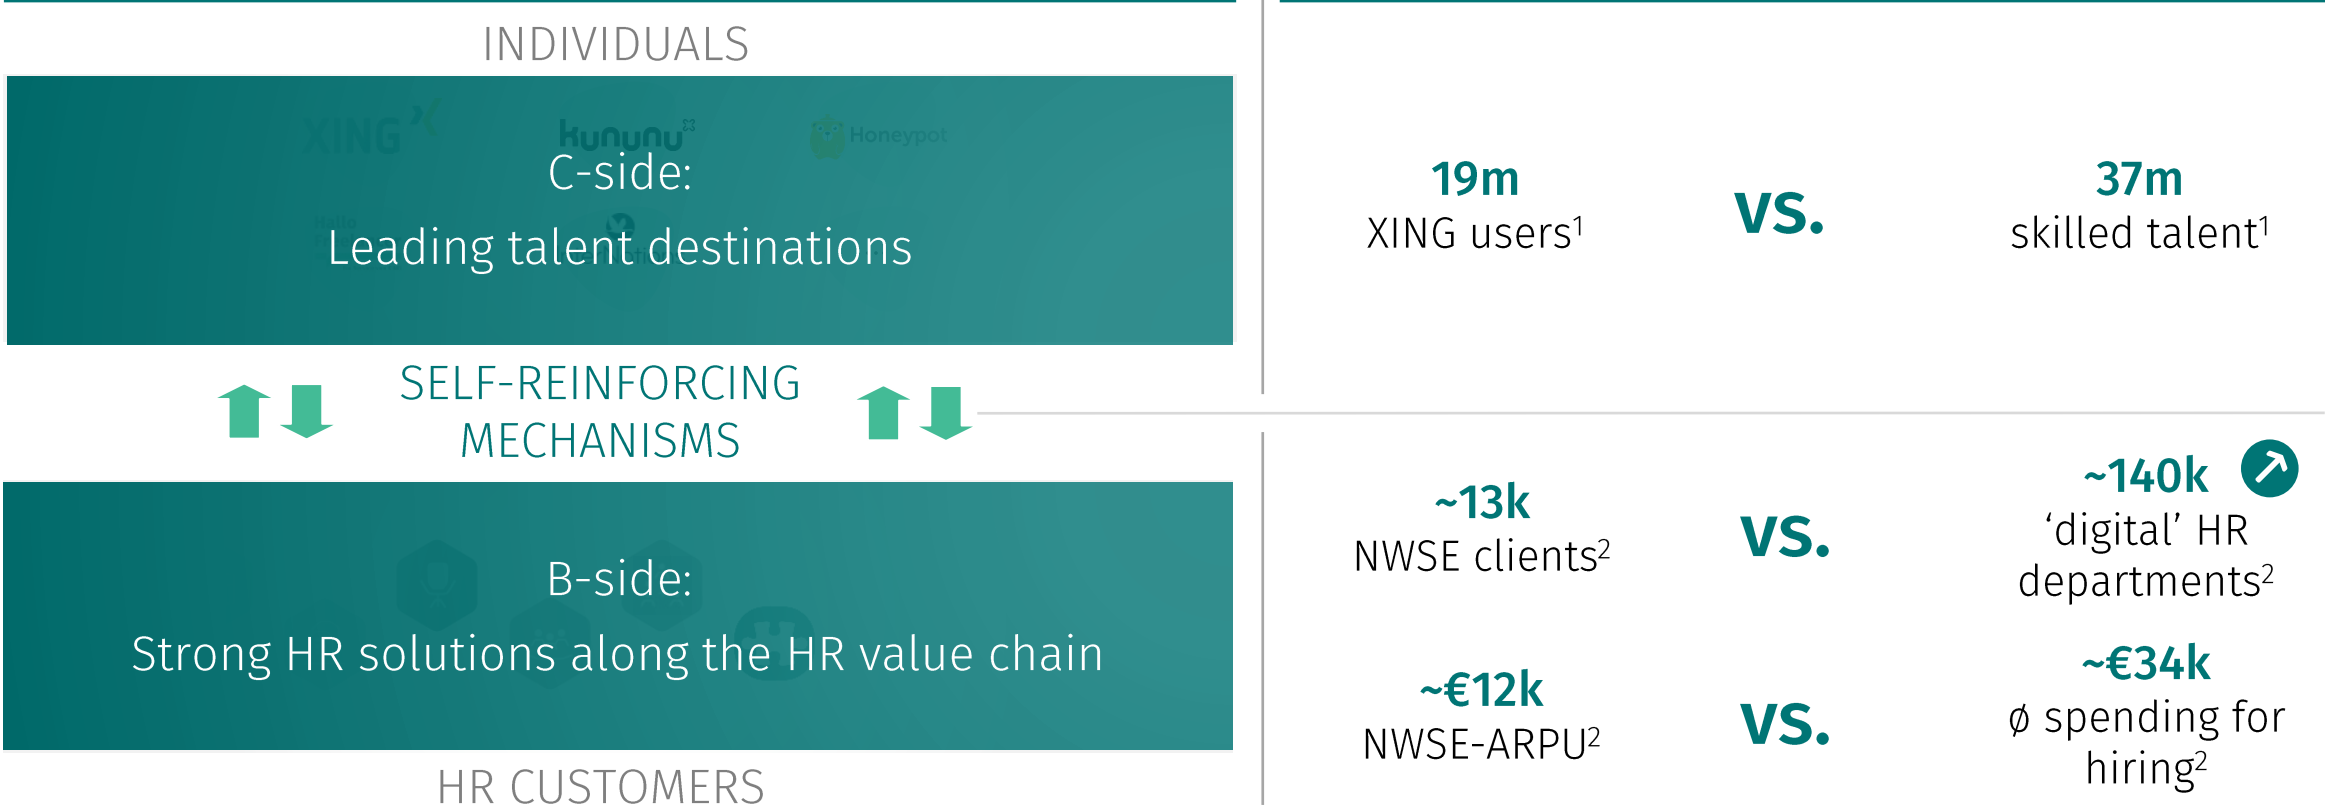 INDIVIDUALS
XING
kununu
Honeypot
C-side:
Hallo
Leading talent destinations
19m
XING users1
vs.
37m
skilled talent1
SELF-REINFORCING
MECHANISMS
B-side:
Strong HR solutions along the HR value chain
HR CUSTOMERS
~13k
NWSE clients2
vs.
~140k
‘digital’ HR
departments2
~€12k
NWSE-ARPU2
vs.
~€34k
ø spending for
hiring2